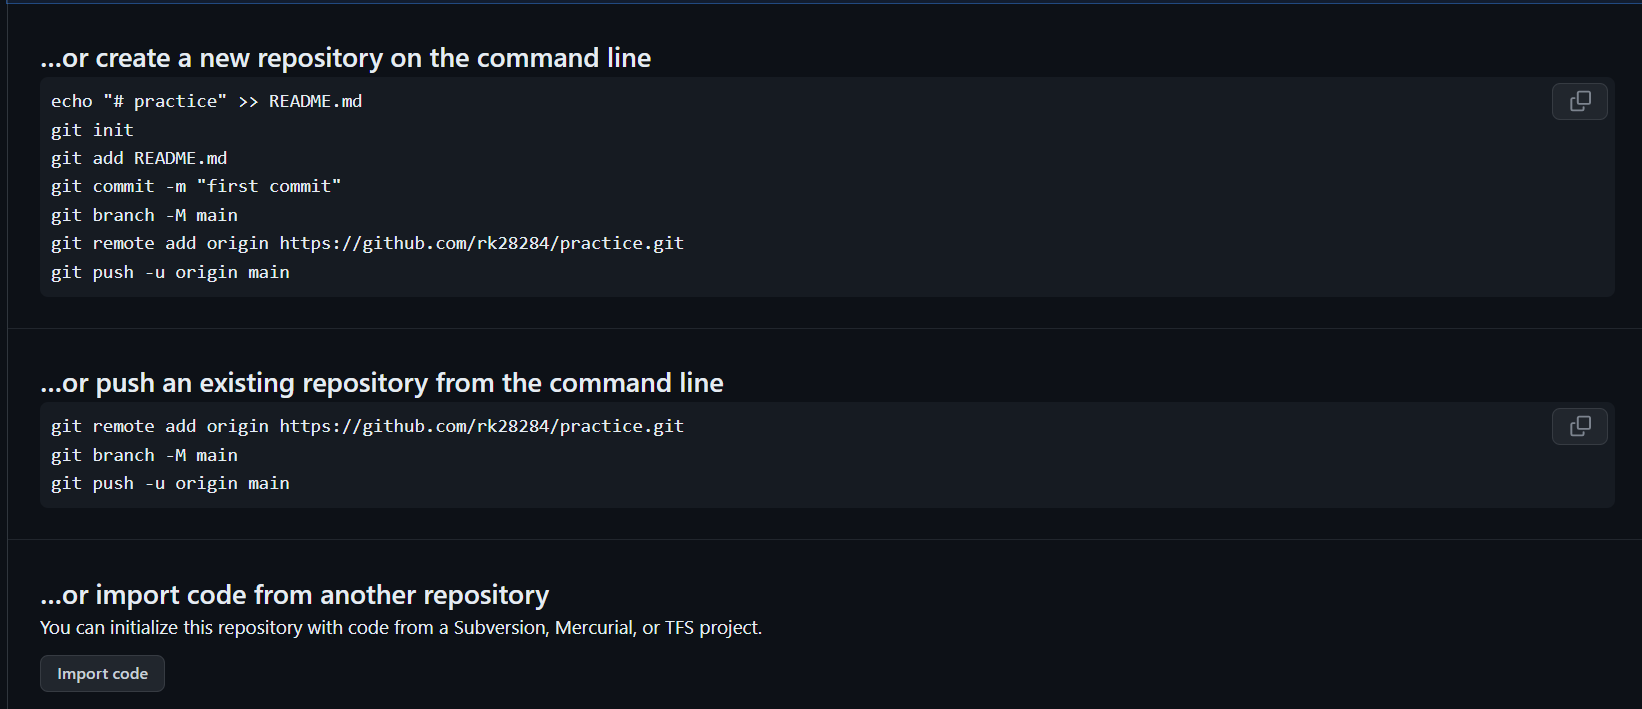 ...or create a new repository on the command line
echo "# practice" >> README.md
git init
git add README.md
git commit -m "first commit"
git branch -M main
git remote add origin https://github.com/rk28284/practice.git
git push -u origin main
...or push an existing repository from the command line
git remote add origin https://github.com/rk28284/practice.git
git branch -M main
git push -u origin main
...or import code from another repository
You can initialize this repository with code from a Subversion, Mercurial, or TFS project.
Import code